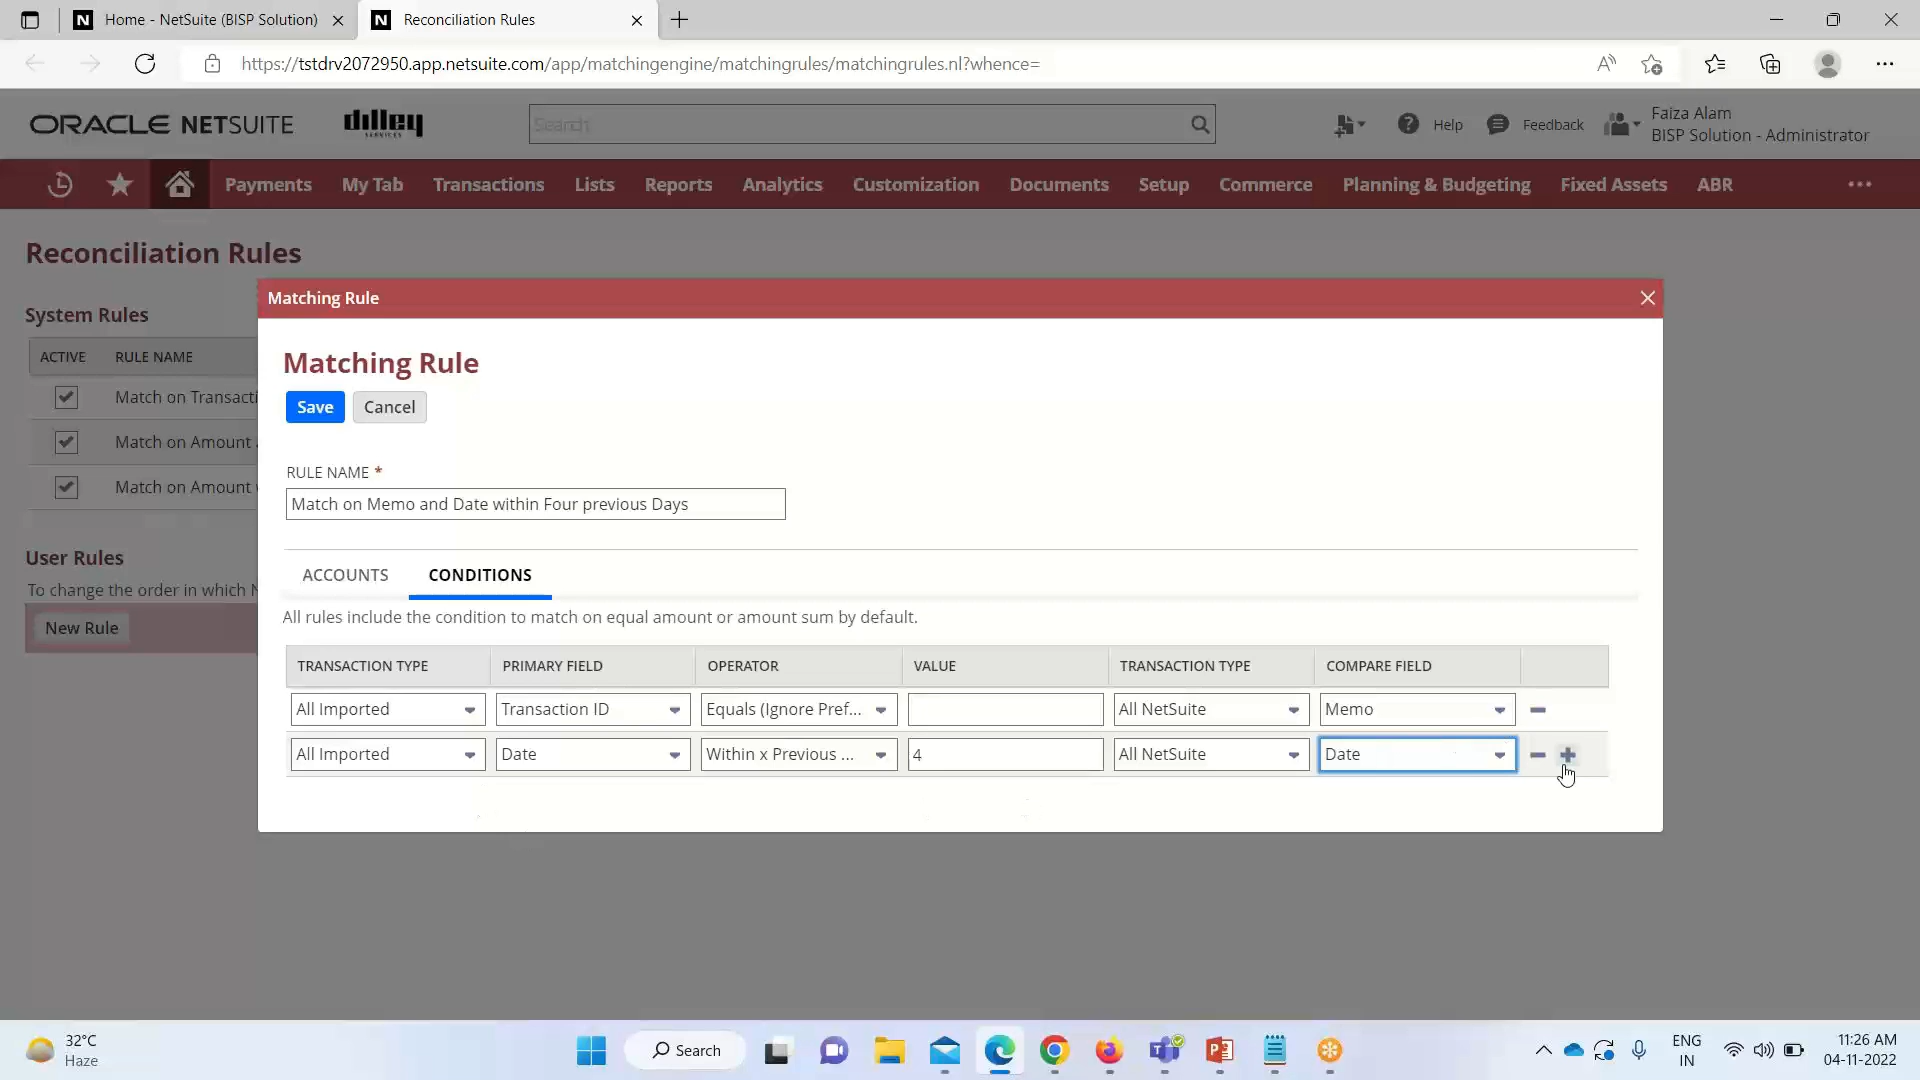 Home - NetSuite (BISP Solution)
Reconciliation Rules
https://tstdrv2072950.app.netsuite.com/app/matchingengine/matchingrules/matchingrules.nl?whence=
ORACLE NETSUITE
dilley
SERVICES
Search
Help
Feedback
Faiza Alam
BISP Solution - Administrator
Payments
My Tab
Transactions
Lists
Reports
Analytics
Customization
Documents
Setup
Commerce
Planning & Budgeting
Fixed Assets
ABR
Reconciliation Rules
System Rules
ACTIVE RULE NAME
Match on Transacti
Match on Amount
Match on Amount
User Rules
To change the order in which
New Rule
Matching Rule
Matching Rule
Save
Cancel
RULE NAME *
Match on Memo and Date within Four previous Days
ACCOUNTS
CONDITIONS
All rules include the condition to match on equal amount or amount sum by default.
TRANSACTION TYPE PRIMARY FIELD OPERATOR VALUE TRANSACTION TYPE COMPARE FIELD
All Imported Transaction ID Equals (Ignore Pref... All NetSuite Memo
All Imported Date Within x Previous ... 4 All NetSuite Date
32°C
Haze
Search
ENG
IN
11:26 AM
04-11-2022